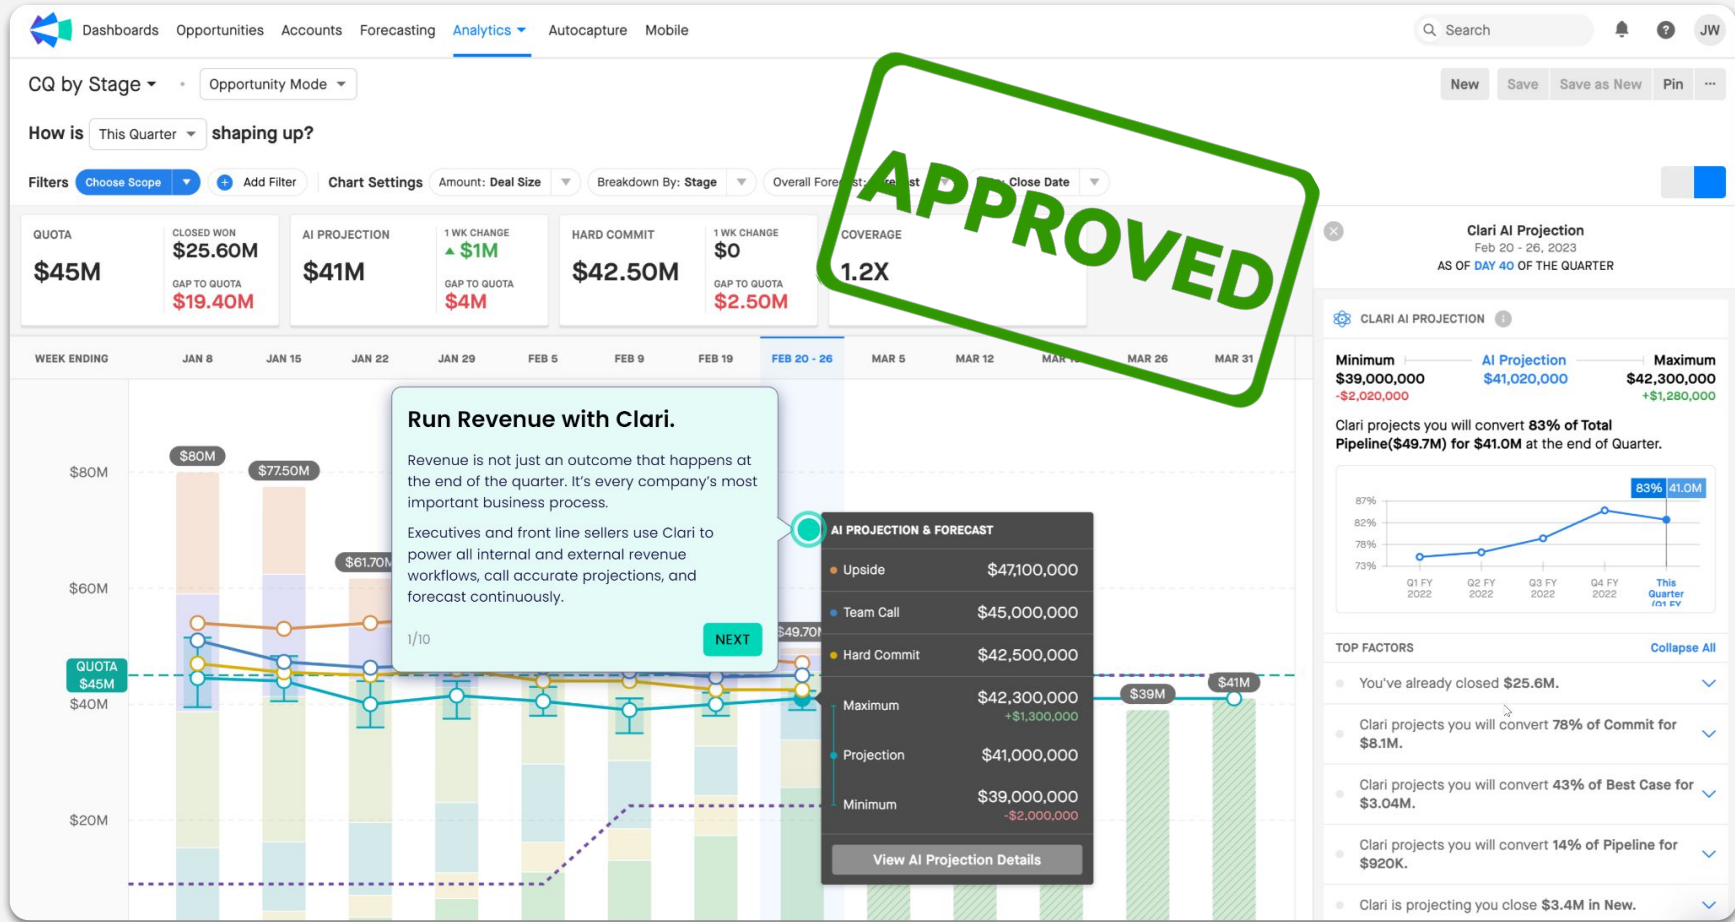 Dashboards Opportunities Accounts Forecasting Analytics Autocapture Mobile
Search
JW
CQ by Stage
Opportunity Mode
New Save Save as New Pin ...
How is This Quarter shaping up?
Filters Choose Scope Add Filter Chart Settings Amount: Deal Size Breakdown By: Stage Overall Close Date
APPROVED
QUOTA
$45M
CLOSED WON
$25.60M
GAP TO QUOTA
$19.40M
AI PROJECTION
$41M
1 WK CHANGE
$1M
GAP TO QUOTA
$4M
HARD COMMIT
$42.50M
1 WK CHANGE
$0
GAP TO QUOTA
$2.50M
COVERAGE
1.2X
WEEK ENDING JAN 8 JAN 15 JAN 22 JAN 29 FEB 5 FEB 9 FEB 19 FEB 20 - 26 MAR 5 MAR 12 MAR 26 MAR 31
$80M
$60M
QUOTA
$45M
$40M
$20M
$80M
$77.50M
$61.70M
$49.70M
$39M
$41M
Run Revenue with Clari.
Revenue is not just an outcome that happens at
the end of the quarter. It's every company's most
important business process.
Executives and front line sellers use Clari to
power all internal and external revenue
workflows, call accurate projections, and
forecast continuously.
1/10
NEXT
AI PROJECTION & FORECAST
Upside $47,100,000
Team Call $45,000,000
Hard Commit $42,500,000
Maximum $42,300,000
+$1,300,000
Projection $41,000,000
Minimum $39,000,000
-$2,000,000
View AI Projection Details
Clari AI Projection
Feb 20 - 26, 2023
AS OF DAY 40 OF THE QUARTER
CLARI AI PROJECTION
Minimum AI Projection Maximum
$39,000,000 $41,020,000 $42,300,000
-$2,020,000 +$1,280,000
Clari projects you will convert 83% of Total
Pipeline($49.7M) for $41.0M at the end of Quarter.
83% 41.0M
87%
82%
78%
73%
Q1 FY
2022
Q2 FY
2022
Q3 FY
2022
Q4 FY
2022
This
Quarter
(Q1 FY
TOP FACTORS Collapse All
You've already closed $25.6M.
Clari projects you will convert 78% of Commit for
$8.1M.
Clari projects you will convert 43% of Best Case for
$3.04M.
Clari projects you will convert 14% of Pipeline for
$920K.
Clari is projecting you close $3.4M in New.